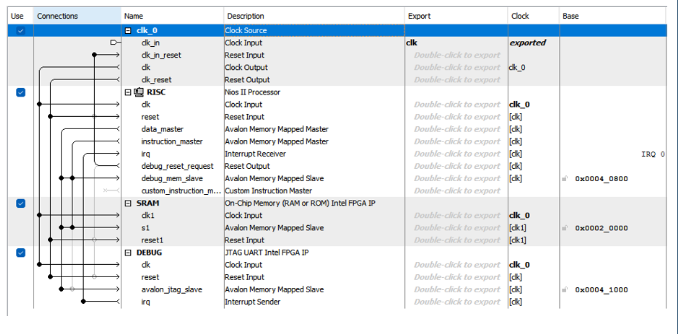 Use Connections Name Description Export Clock Base
clk_0 Clock Source
clk_in Clock Input clk exported
clk_in_reset Reset Input Double-click to export
clk Clock Output Double-click to export clk_0
clk_reset Reset Output Double-click to export
RISC Nios II Processor
clk Clock Input Double-click to export clk_0
reset Reset Input Double-click to export [clk]
data_master Avalon Memory Mapped Master Double-click to export [clk]
instruction_master Avalon Memory Mapped Master Double-click to export [clk]
irq Interrupt Receiver Double-click to export [clk] IRQ 0
debug_reset_request Reset Output Double-click to export [clk]
debug_mem_slave Avalon Memory Mapped Slave Double-click to export [clk] 0x0004_0800
custom_instruction_m... Custom Instruction Master Double-click to export
SRAM On-Chip Memory (RAM or ROM) Intel FPGA IP
clk1 Clock Input Double-click to export clk_0
s1 Avalon Memory Mapped Slave Double-click to export [clk1] 0x0002_0000
reset1 Reset Input Double-click to export [clk1]
DEBUG JTAG UART Intel FPGA IP
clk Clock Input Double-click to export clk_0
reset Reset Input Double-click to export [clk]
avalon_jtag_slave Avalon Memory Mapped Slave Double-click to export [clk] 0x0004_1000
irq Interrupt Sender Double-click to export [clk]